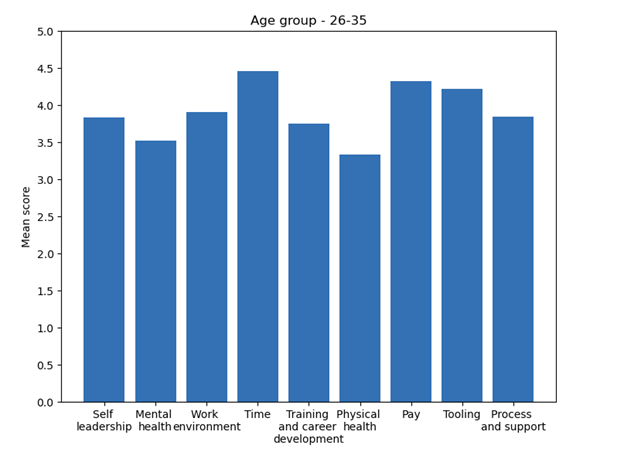 Age group - 26-35
5.0
4.5
4.0
3.5
3.0
2.5
2.0
1.5
1.0
0.5
0.0
Mean score
Self
leadership
Mental
health
Work
environment
Time
Training
and career
development
Physical
health
Pay
Tooling
Process
and support